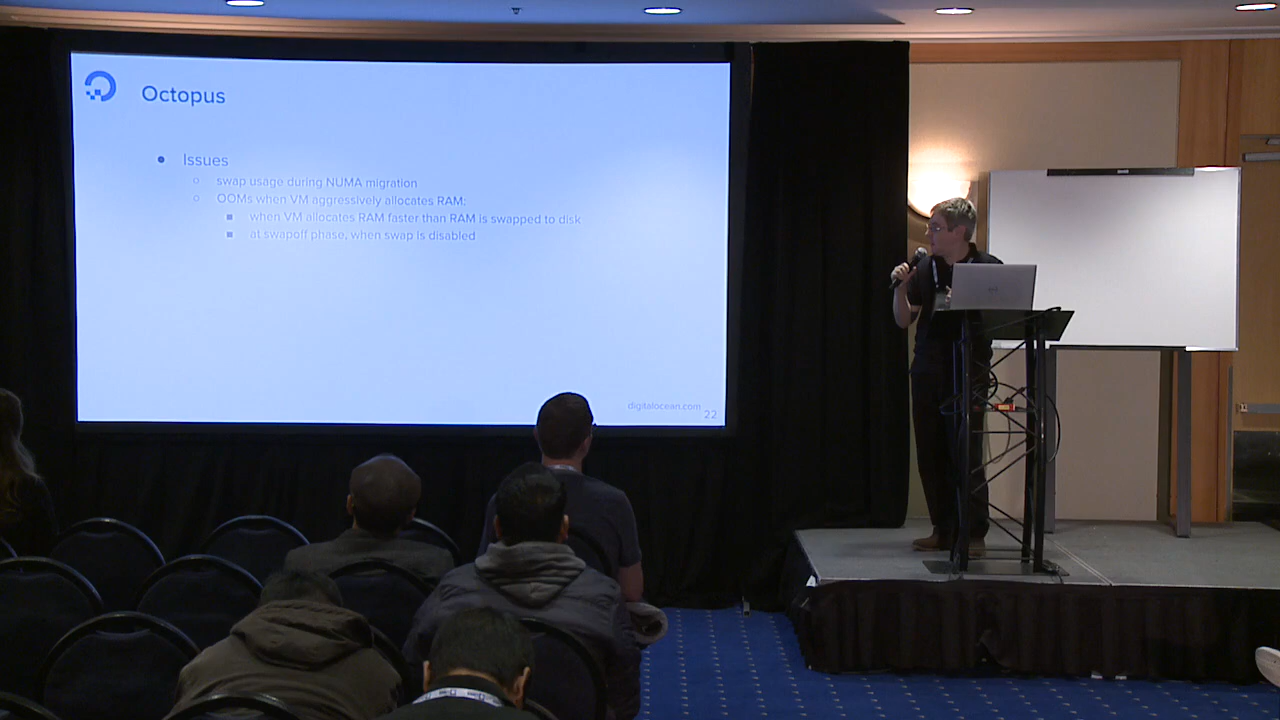 Octopus
Issues
swap usage during NUMA migration
OOMs when VM aggressively allocates RAM:
when VM allocates RAM faster than RAM is swapped to disk
at swapoff phase, when swap is disabled
digitalocean.com
22